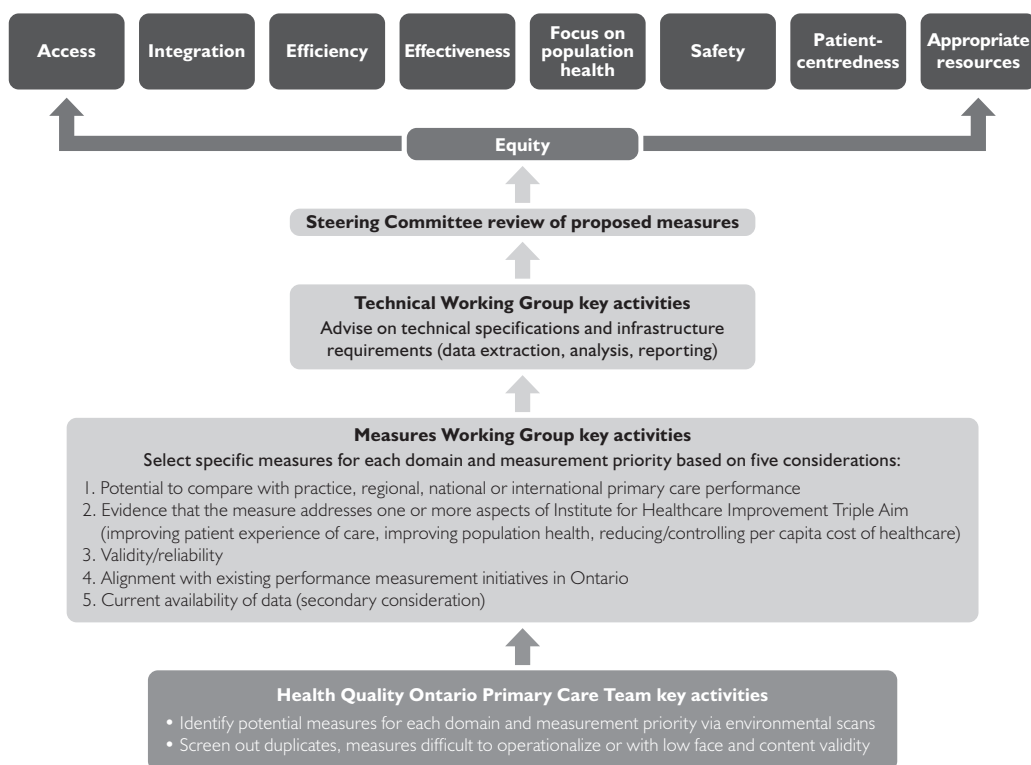 Access
Integration
Efficiency
Effectiveness
Focus on
population
health
Safety
Patient-
centredness
Appropriate
resources
Equity
Steering Committee review of proposed measures
Technical Working Group key activities
Advise on technical specifications and infrastructure
requirements (data extraction, analysis, reporting)
Measures Working Group key activities
Select specific measures for each domain and measurement priority based on five considerations:
1. Potential to compare with practice, regional, national or international primary care performance
2. Evidence that the measure addresses one or more aspects of Institute for Healthcare Improvement Triple Aim
(improving patient experience of care, improving population health, reducing/controlling per capita cost of healthcare)
3. Validity/reliability
4. Alignment with existing performance measurement initiatives in Ontario
5. Current availability of data (secondary consideration)
Health Quality Ontario Primary Care Team key activities
• Identify potential measures for each domain and measurement priority via environmental scans
• Screen out duplicates, measures difficult to operationalize or with low face and content validity